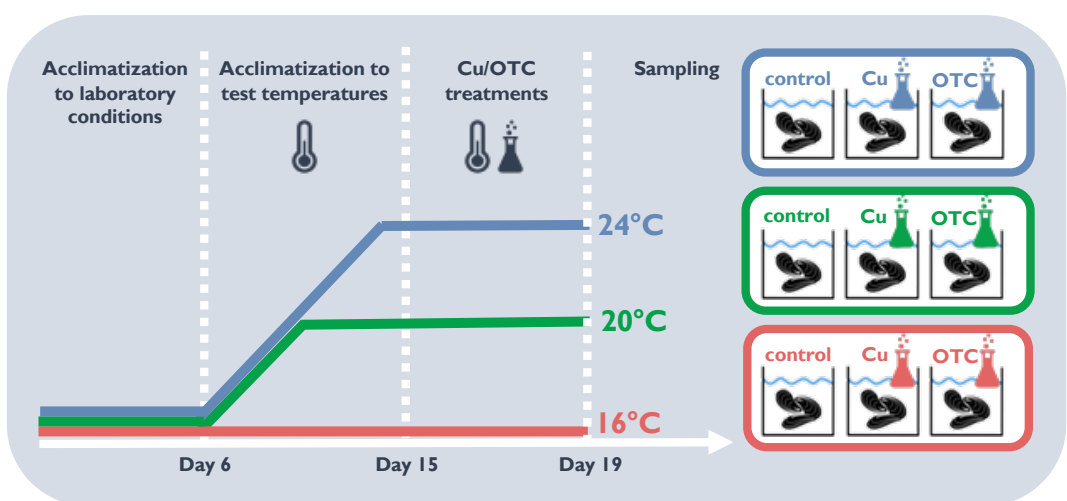 Acclimatization
to laboratory
conditions
Acclimatization to
test temperatures
Cu/OTC
treatments
Sampling
24°C
20°C
16°C
Day 6
Day 15
Day 19
control
Cu
OTC
control
Cu
OTC
control
Cu
OTC